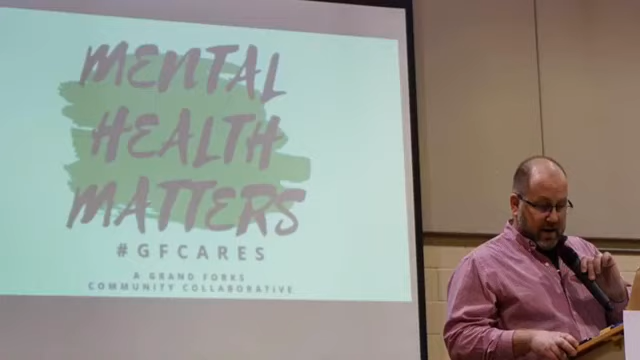 MENTAL
HEALTH
MATTERS
#GFCARES
A GRAND FORKS
COMMUNITY COLLABORATIVE